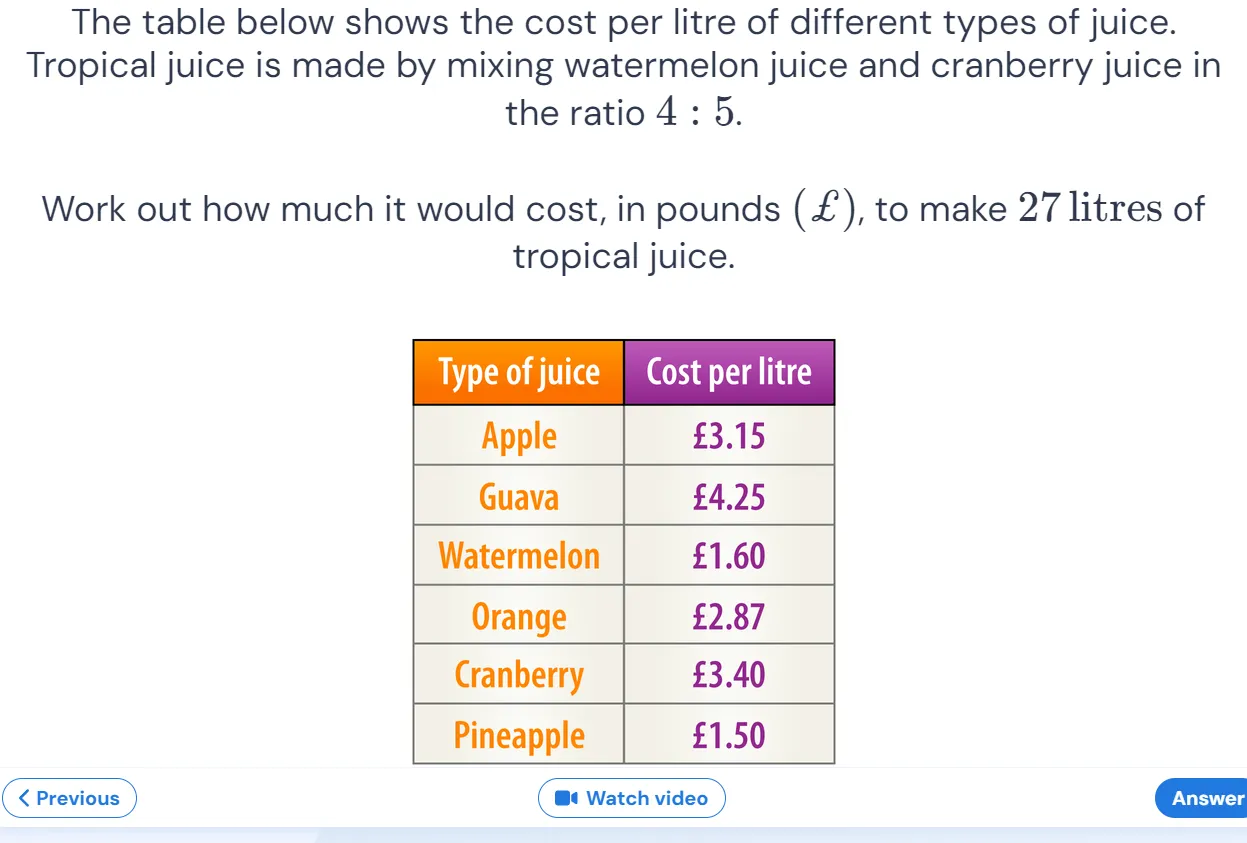 The table below shows the cost per litre of different types of juice.
Tropical juice is made by mixing watermelon juice and cranberry juice in
the ratio 4 : 5.
Work out how much it would cost, in pounds (£), to make 27 litres of
tropical juice.
Type of juice Cost per litre
Apple £3.15
Guava £4.25
Watermelon £1.60
Orange £2.87
Cranberry £3.40
Pineapple £1.50
Previous Watch video Answer